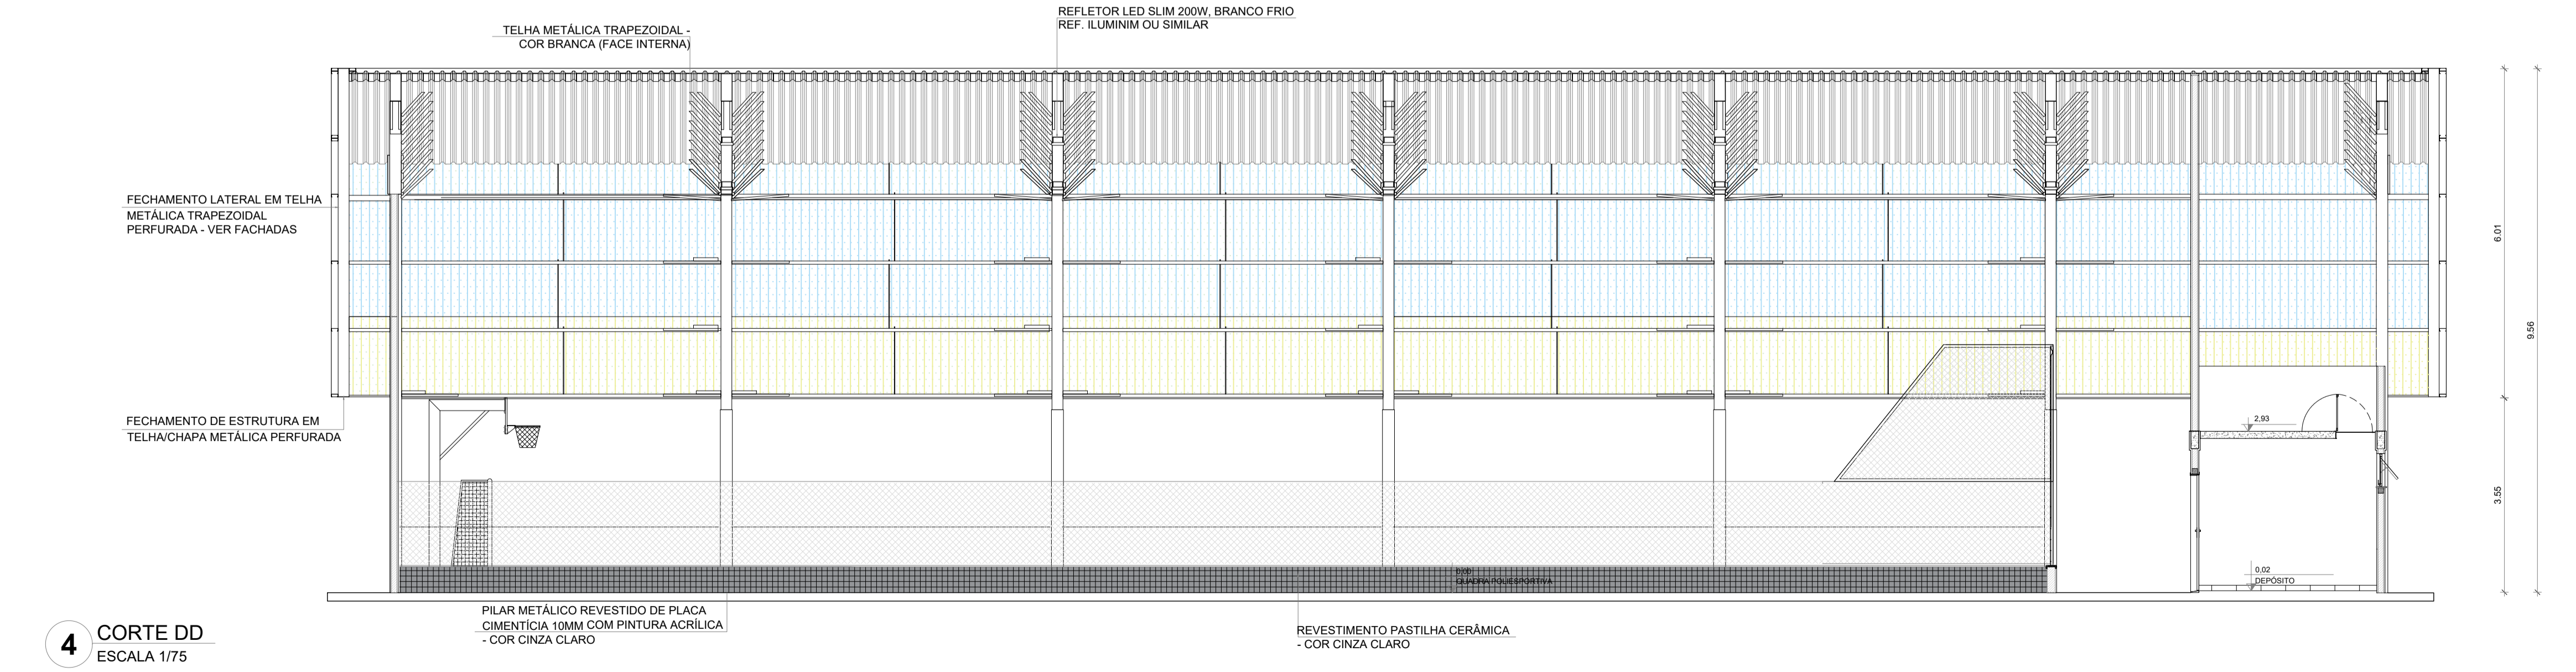 REFLETOR LED SLIM 200W, BRANCO FRIO
REF. ILUMINIM OU SIMILAR
TELHA METÁLICA TRAPEZOIDAL -
COR BRANCA (FACE INTERNA)
FECHAMENTO LATERAL EM TELHA
METÁLICA TRAPEZOIDAL
PERFURADA - VER FACHADAS
6.01
9.56
FECHAMENTO DE ESTRUTURA EM
TELHA/CHAPA METÁLICA PERFURADA
2,93
3.55
0,00
QUADRA POLIESPORTIVA
0,02
DEPÓSITO
PILAR METÁLICO REVESTIDO DE PLACA
CIMENTÍCIA 10MM COM PINTURA ACRÍLICA
- COR CINZA CLARO
REVESTIMENTO PASTILHA CERÂMICA
- COR CINZA CLARO
4 CORTE DD
ESCALA 1/75